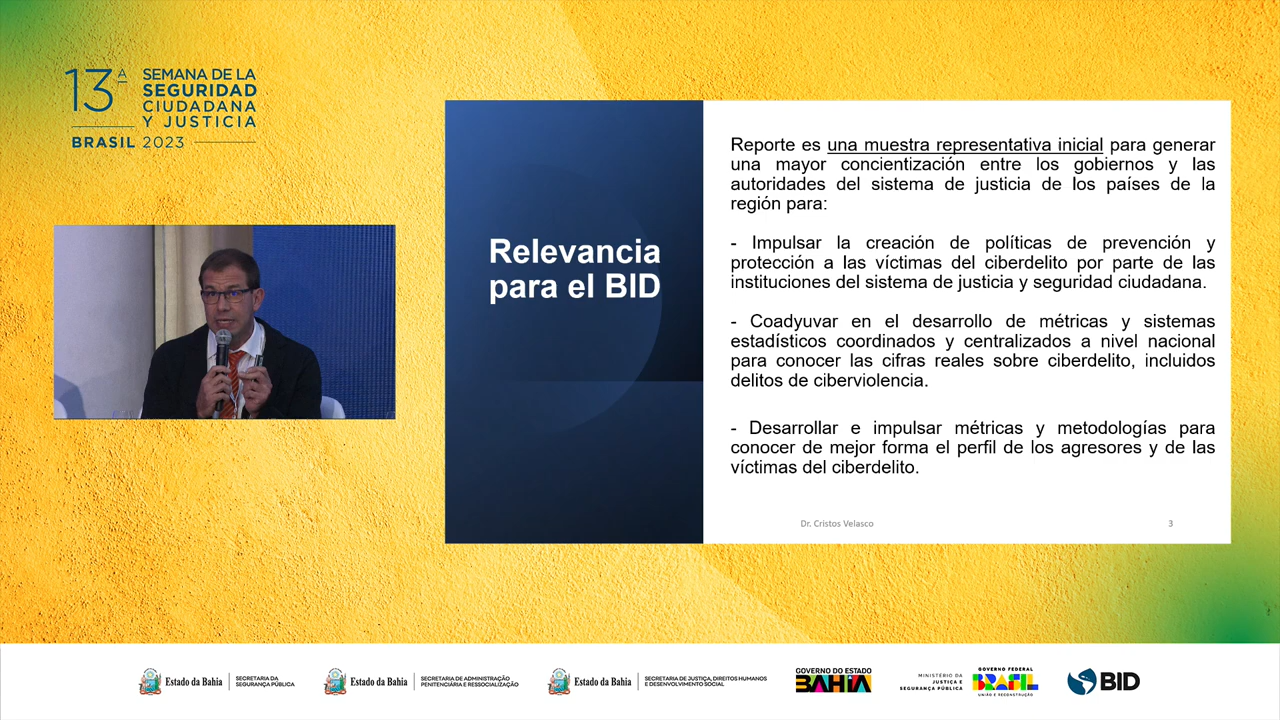 13ª
SEMANA DE LA
SEGURIDAD
CIUDADANA
Y JUSTICIA
BRASIL 2023
Relevancia
para el BID
Reporte es una muestra representativa inicial para generar
una mayor concientización entre los gobiernos y las
autoridades del sistema de justicia de los países de la
región para:
- Impulsar la creación de políticas de prevención y
protección a las víctimas del ciberdelito por parte de las
instituciones del sistema de justicia y seguridad ciudadana.
- Coadyuvar en el desarrollo de métricas y sistemas
estadísticos coordinados y centralizados a nivel nacional
para conocer las cifras reales sobre ciberdelito, incluidos
delitos de ciberviolencia.
- Desarrollar e impulsar métricas y metodologías para
conocer de mejor forma el perfil de los agresores y de las
víctimas del ciberdelito.
Dr. Cristos Velasco
3
Estado da Bahia
SECRETARIA DA
SEGURANÇA PÚBLICA
Estado da Bahia
SECRETARIA DE ADMINISTRAÇÃO
PENITENCIÁRIA E RESSOCIALIZAÇÃO
Estado da Bahia
SECRETARIA DE JUSTIÇA, DIREITOS HUMANOS
E DESENVOLVIMENTO SOCIAL
GOVERNO DO ESTADO
BAHIA
MINISTÉRIO DA
JUSTIÇA E
SEGURANÇA PÚBLICA
GOVERNO FEDERAL
BRASIL
UNIÃO E RECONSTRUÇÃO
BID